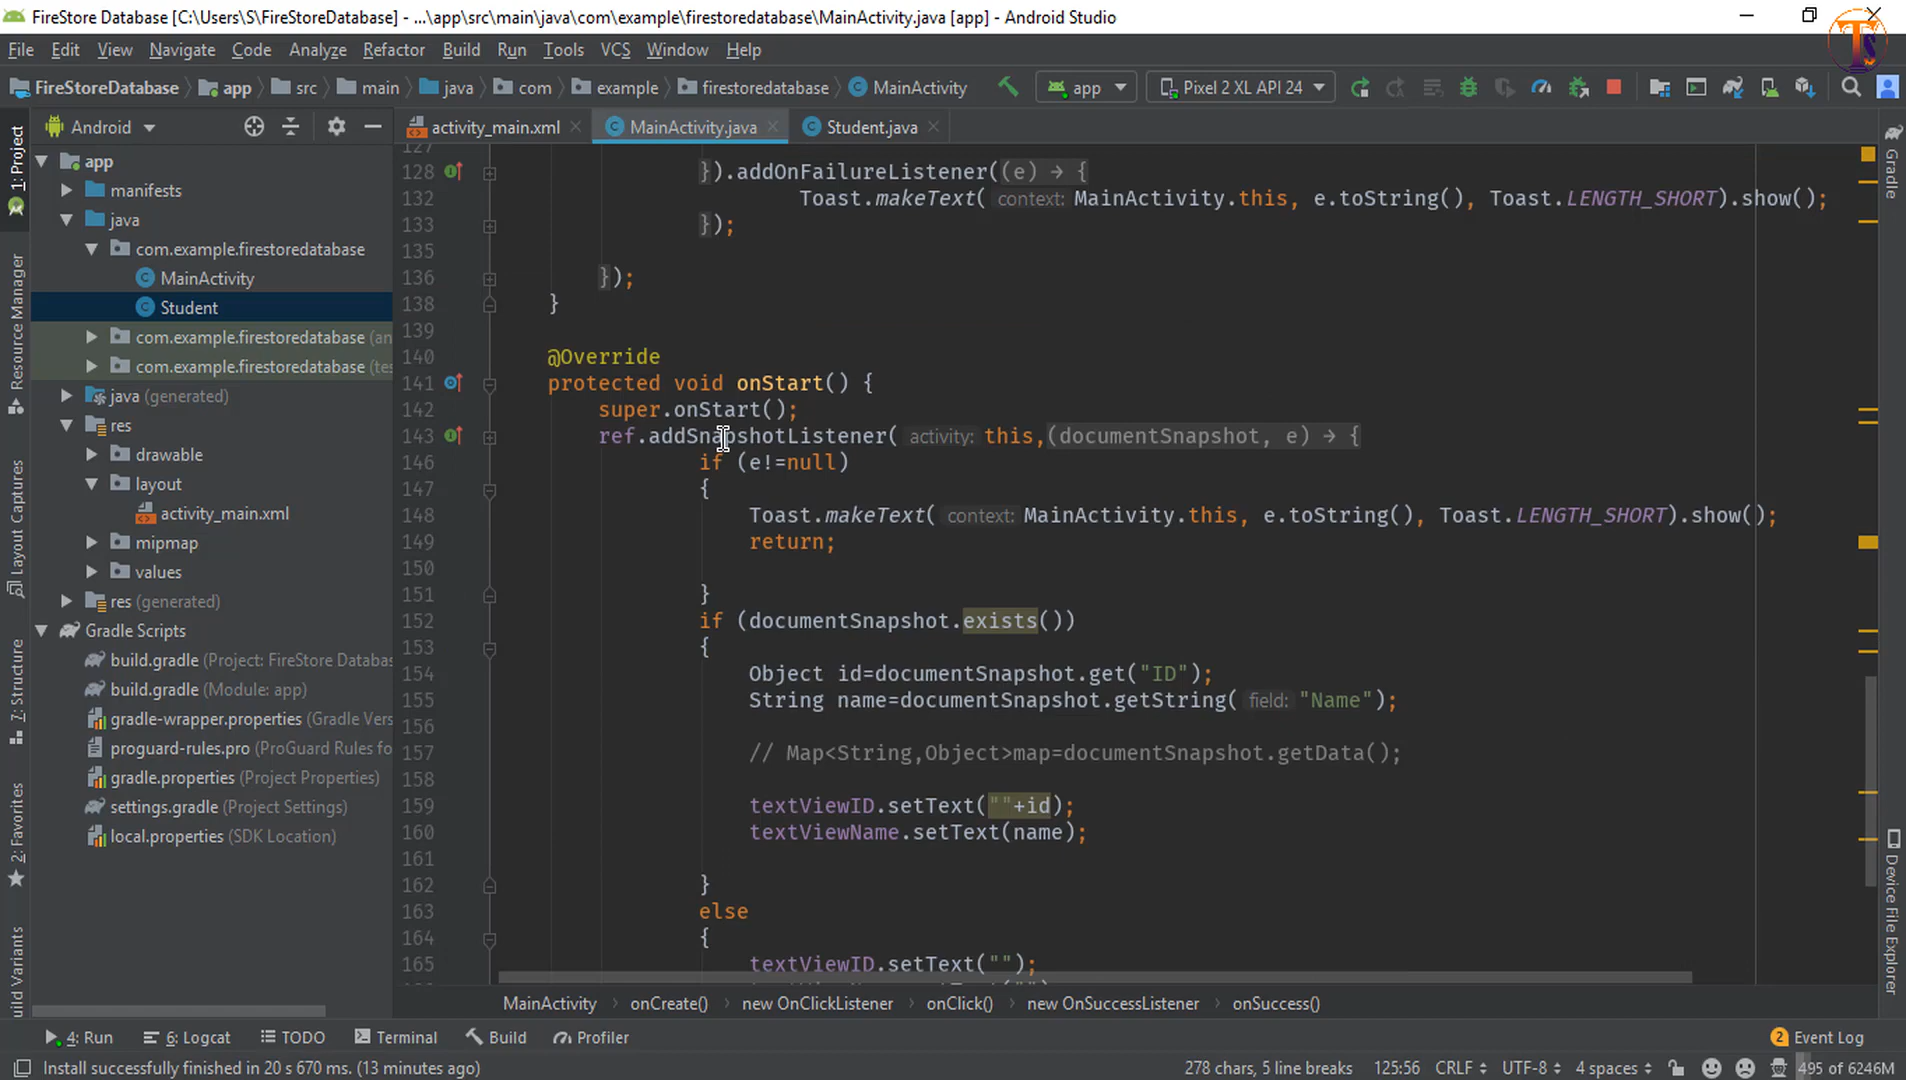 FireStore Database [C:\Users\S\FireStoreDatabase] - ...\app\src\main\java\com\example\firestoredatabase\MainActivity.java [app] - Android Studio
File Edit View Navigate Code Analyze Refactor Build Run Tools VCS Window Help
FireStoreDatabase app src main java com example firestoredatabase MainActivity app Pixel 2 XL API 24
Android
activity_main.xml MainActivity.java Student.java
1: Project
Resource Manager
Layout Captures
7: Structure
2: Favorites
uild Variants
app
manifests
java
com.example.firestoredatabase
MainActivity
Student
com.example.firestoredatabase (an
com.example.firestoredatabase (tes
java (generated)
res
drawable
layout
activity_main.xml
mipmap
values
res (generated)
Gradle Scripts
build.gradle (Project: FireStore Databas
build.gradle (Module: app)
gradle-wrapper.properties (Gradle Vers
proguard-rules.pro (ProGuard Rules fo
gradle.properties (Project Properties)
settings.gradle (Project Settings)
local.properties (SDK Location)
127
128 }).addOnFailureListener((e) → {
132 Toast.makeText( context: MainActivity.this, e.toString(), Toast.LENGTH_SHORT).show();
133 });
135
136 });
138 }
139
140 @Override
141 protected void onStart() {
142 super.onStart();
143 ref.addSnapshotListener( activity: this,(documentSnapshot, e) → {
146 if (e!=null)
147 {
148 Toast.makeText( context: MainActivity.this, e.toString(), Toast.LENGTH_SHORT).show();
149 return;
150
151 }
152 if (documentSnapshot.exists())
153 {
154 Object id=documentSnapshot.get("ID");
155 String name=documentSnapshot.getString( field: "Name");
156
157 // Map<String,Object>map=documentSnapshot.getData();
158
159 textViewID.setText(""+id);
160 textViewName.setText(name);
161
162 }
163 else
164 {
165 textViewID.setText("");
Gradle
Device File Explorer
MainActivity onCreate() new OnClickListener onClick() new OnSuccessListener onSuccess()
4: Run 6: Logcat TODO Terminal Build Profiler 2 Event Log
Install successfully finished in 20 s 670 ms. (13 minutes ago) 278 chars, 5 line breaks 125:56 CRLF UTF-8 4 spaces 495 of 6246M